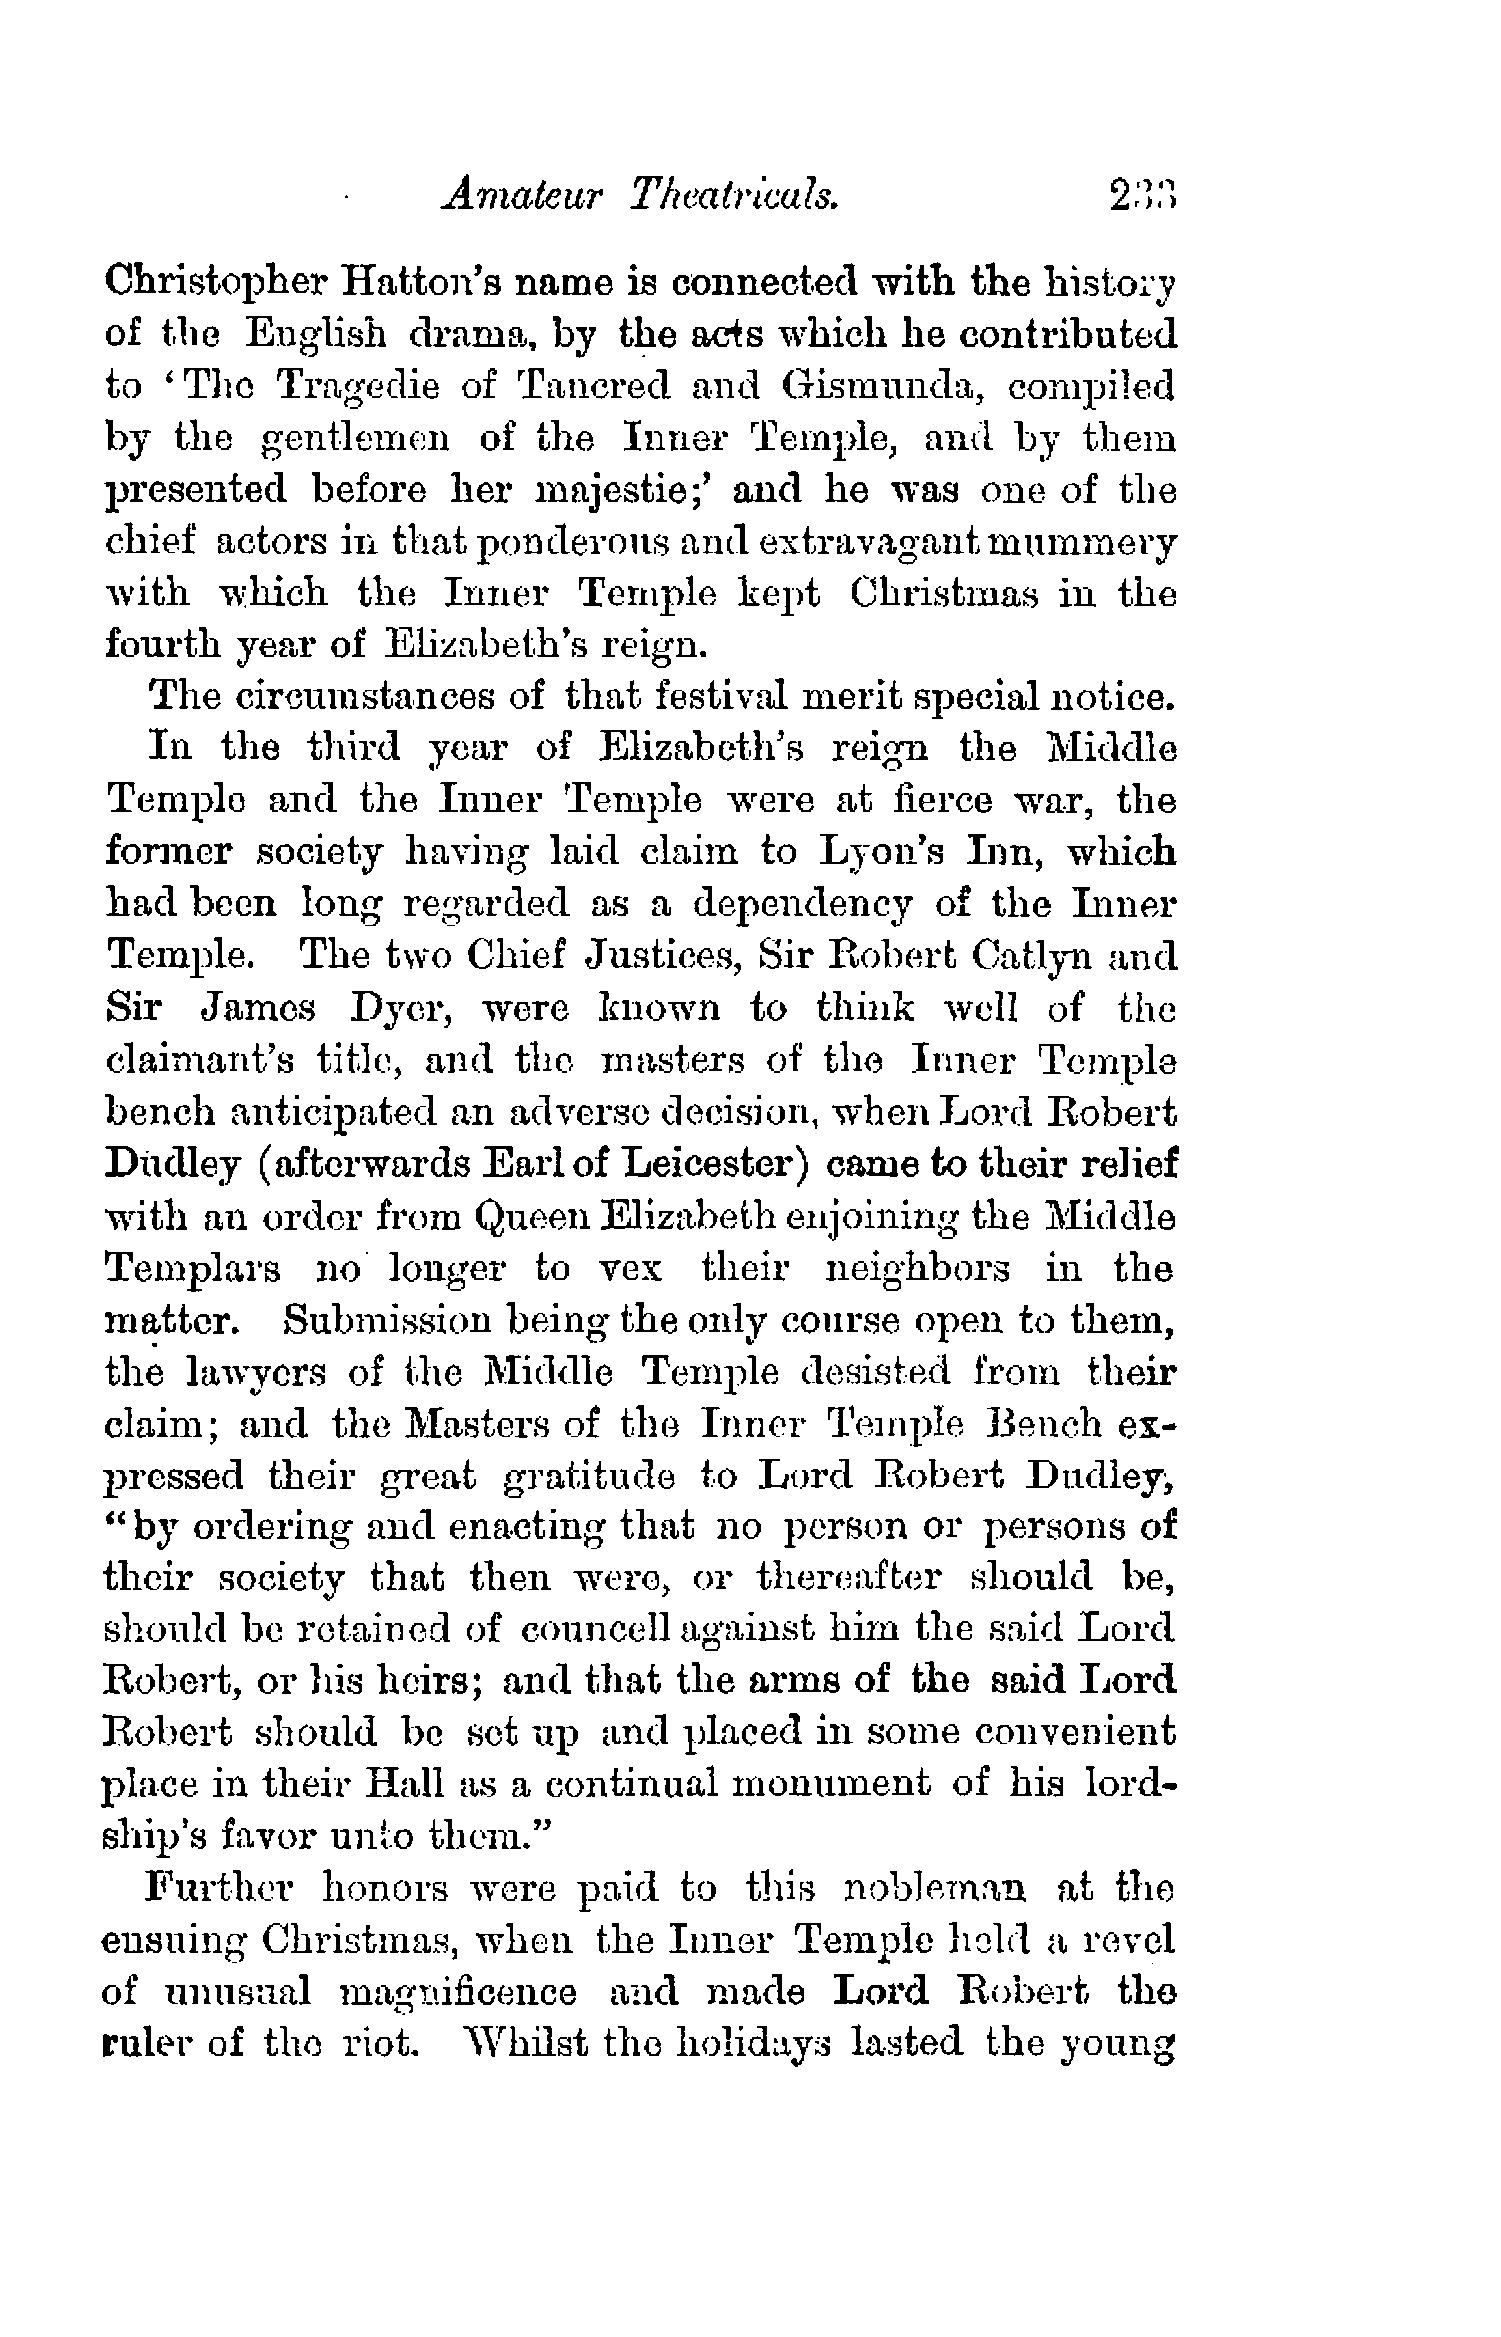 Amateur Theatricals. 233
Christopher Hatton's name is connected with the history
of the English drama, by the acts which he contributed
to 'The Tragedie of Tancred and Gismunda, compiled
by the gentlemen of the Inner Temple, and by them
presented before her majestie;' and he was one of the
chief actors in that ponderous and extravagant mummery
with which the Inner Temple kept Christmas in the
fourth year of Elizabeth's reign.
The circumstances of that festival merit special notice.
In the third year of Elizabeth's reign the Middle
Temple and the Inner Temple were at fierce war, the
former society having laid claim to Lyon's Inn, which
had been long regarded as a dependency of the Inner
Temple. The two Chief Justices, Sir Robert Catlyn and
Sir James Dyer, were known to think well of the
claimant's title, and the masters of the Inner Temple
bench anticipated an adverse decision, when Lord Robert
Dudley (afterwards Earl of Leicester) came to their relief
with an order from Queen Elizabeth enjoining the Middle
Templars no longer to vex their neighbors in the
matter. Submission being the only course open to them,
the lawyers of the Middle Temple desisted from their
claim; and the Masters of the Inner Temple Bench ex-
pressed their great gratitude to Lord Robert Dudley,
"by ordering and enacting that no person or persons of
their society that then were, or thereafter should be,
should be retained of councell against him the said Lord
Robert, or his heirs; and that the arms of the said Lord
Robert should be set up and placed in some convenient
place in their Hall as a continual monument of his lord-
ship's favor unto them."
Further honors were paid to this nobleman at the
ensuing Christmas, when the Inner Temple held a revel
of unusual magnificence and made Lord Robert the
ruler of the riot. Whilst the holidays lasted the young